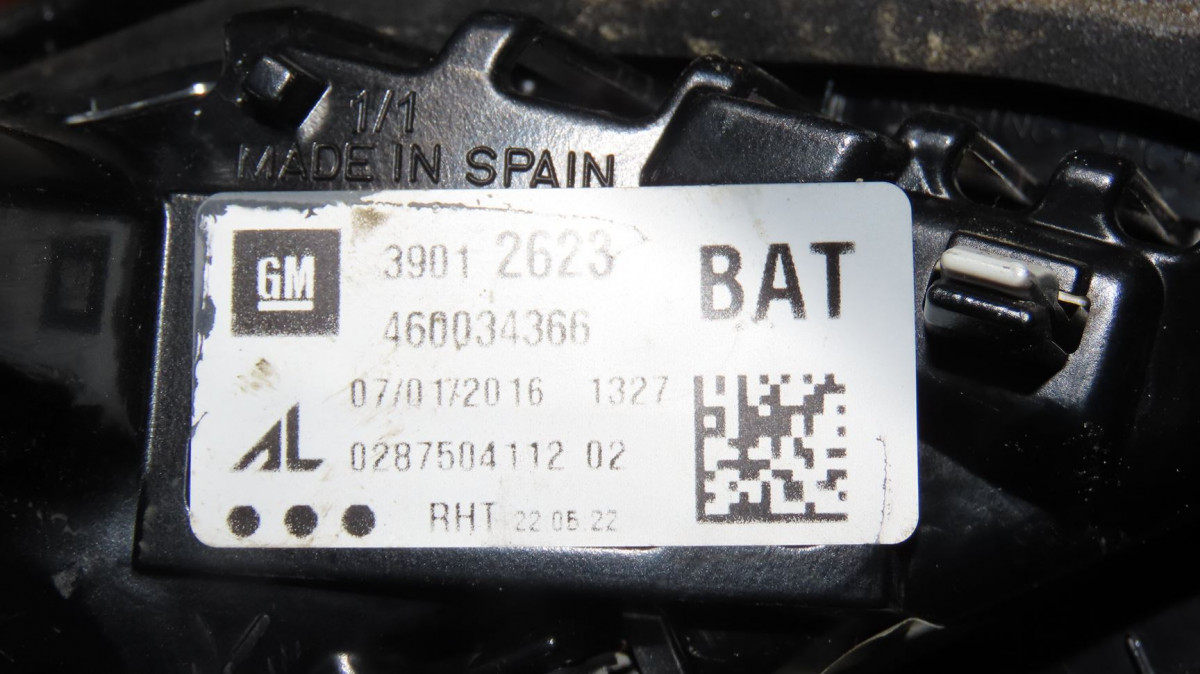 1/1
MADE IN SPAIN
GM 3901 2623 BAT
460034366
07/01/2016 1327
AL 0287504112 02
RHT 22 05 22